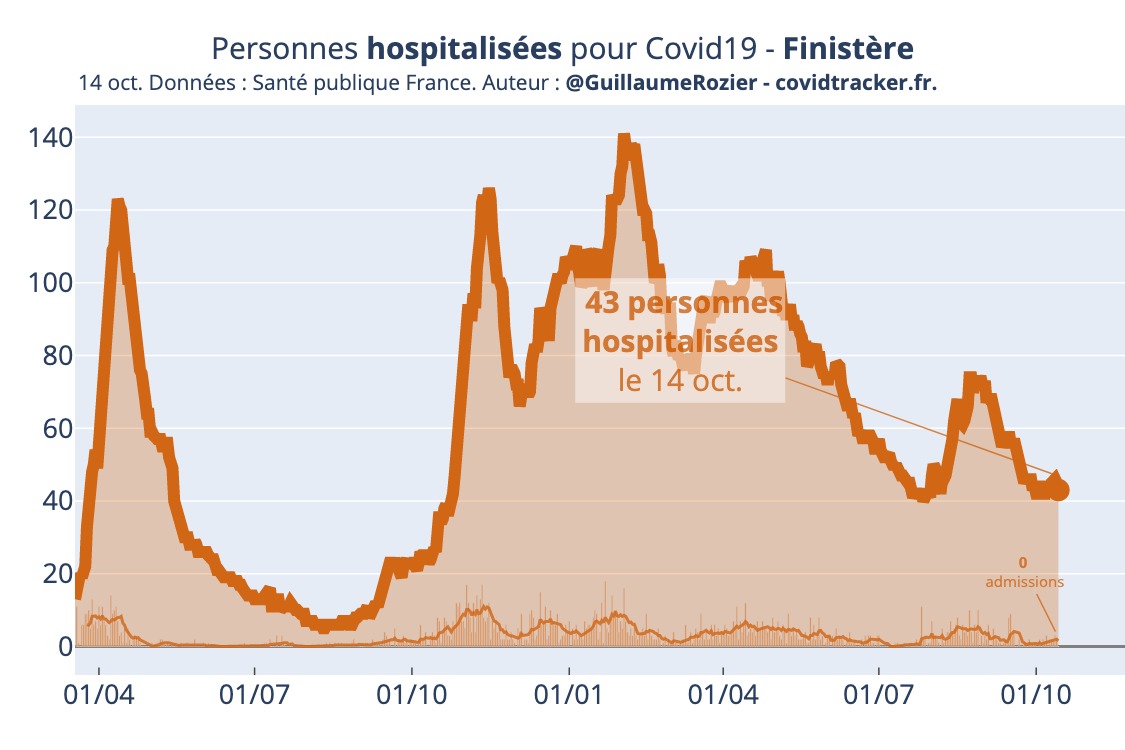 Personnes hospitalisées pour Covid19 - Finistère
14 oct. Données : Santé publique France. Auteur : @GuillaumeRozier - covidtracker.fr.
140
120
100
80
60
40
20
0
43 personnes
hospitalisées
le 14 oct.
0
admissions
01/04
01/07
01/10
01/01
01/04
01/07
01/10